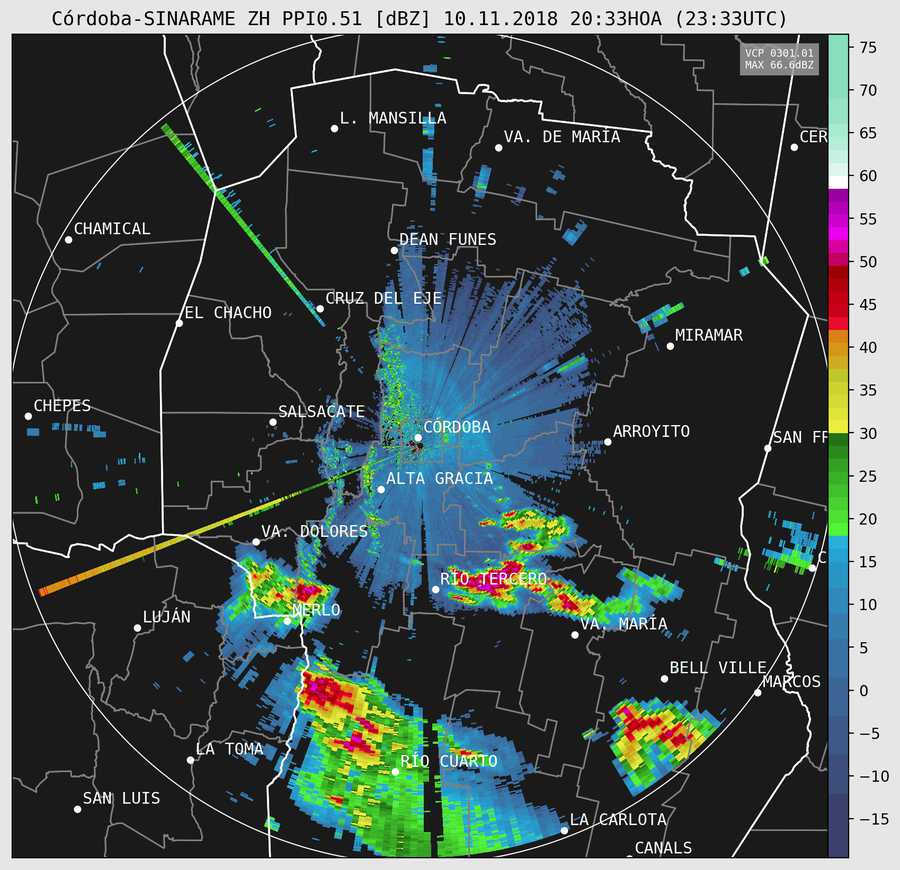 Córdoba-SINARAME ZH PPI0.51 [dBZ] 10.11.2018 20:33HOA (23:33UTC)
VCP 0301.01
MAX 66.6dBZ
75
70
65
60
55
50
45
40
35
30
25
20
15
10
5
0
−5
−10
−15
L. MANSILLA
VA. DE MARÍA
CER
CHAMICAL
DEAN FUNES
CRUZ DEL EJE
EL CHACHO
MIRAMAR
CHEPES
SALSACATE
CÓRDOBA
ARROYITO
SAN FR
ALTA GRACIA
VA. DOLORES
C
RÍO TERCERO
LUJÁN
MERLO
VA. MARÍA
BELL VILLE
MARCOS
LA TOMA
RÍO CUARTO
SAN LUIS
LA CARLOTA
CANALS